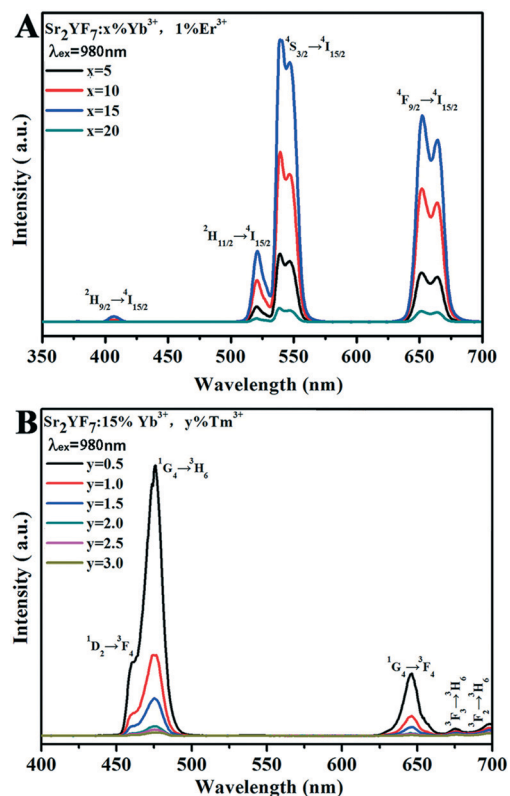 A
Sr₂YF₇:x%Yb³⁺, 1%Er³⁺
λex=980nm
x=5
x=10
x=15
x=20
⁴S₃/₂→⁴I₁₅/₂
⁴F₉/₂→⁴I₁₅/₂
²H₁₁/₂→⁴I₁₅/₂
²H₉/₂→⁴I₁₅/₂
Intensity ( a.u.)
350 400 450 500 550 600 650 700
Wavelength (nm)
B
Sr₂YF₇:15% Yb³⁺, y%Tm³⁺
λex=980nm
y=0.5
y=1.0
y=1.5
y=2.0
y=2.5
y=3.0
¹G₄→³H₆
¹D₂→³F₄
¹G₄→³F₄
³F₃→³H₆
³F₂→³H₆
Intensity ( a.u.)
400 450 500 550 600 650 700
Wavelength (nm)